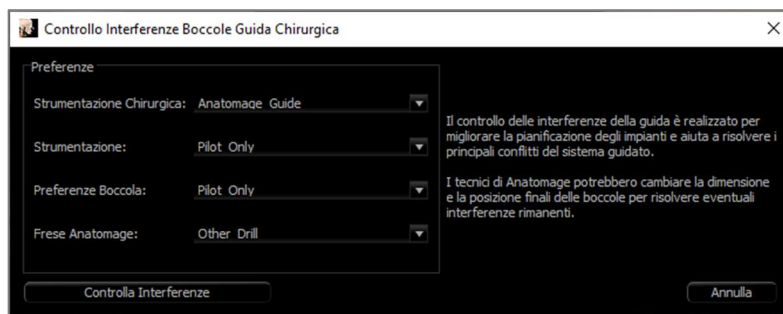 Controllo Interferenze Boccole Guida Chirurgica
Preferenze
Strumentazione Chirurgica: Anatomage Guide
Strumentazione: Pilot Only
Preferenze Boccola: Pilot Only
Frese Anatomage: Other Drill
Il controllo delle interferenze della guida è realizzato per
migliorare la pianificazione degli impianti e aiuta a risolvere i
principali conflitti del sistema guidato.
I tecnici di Anatomage potrebbero cambiare la dimensione
e la posizione finali delle boccole per risolvere eventuali
interferenze rimanenti.
Controlla Interferenze
Annulla